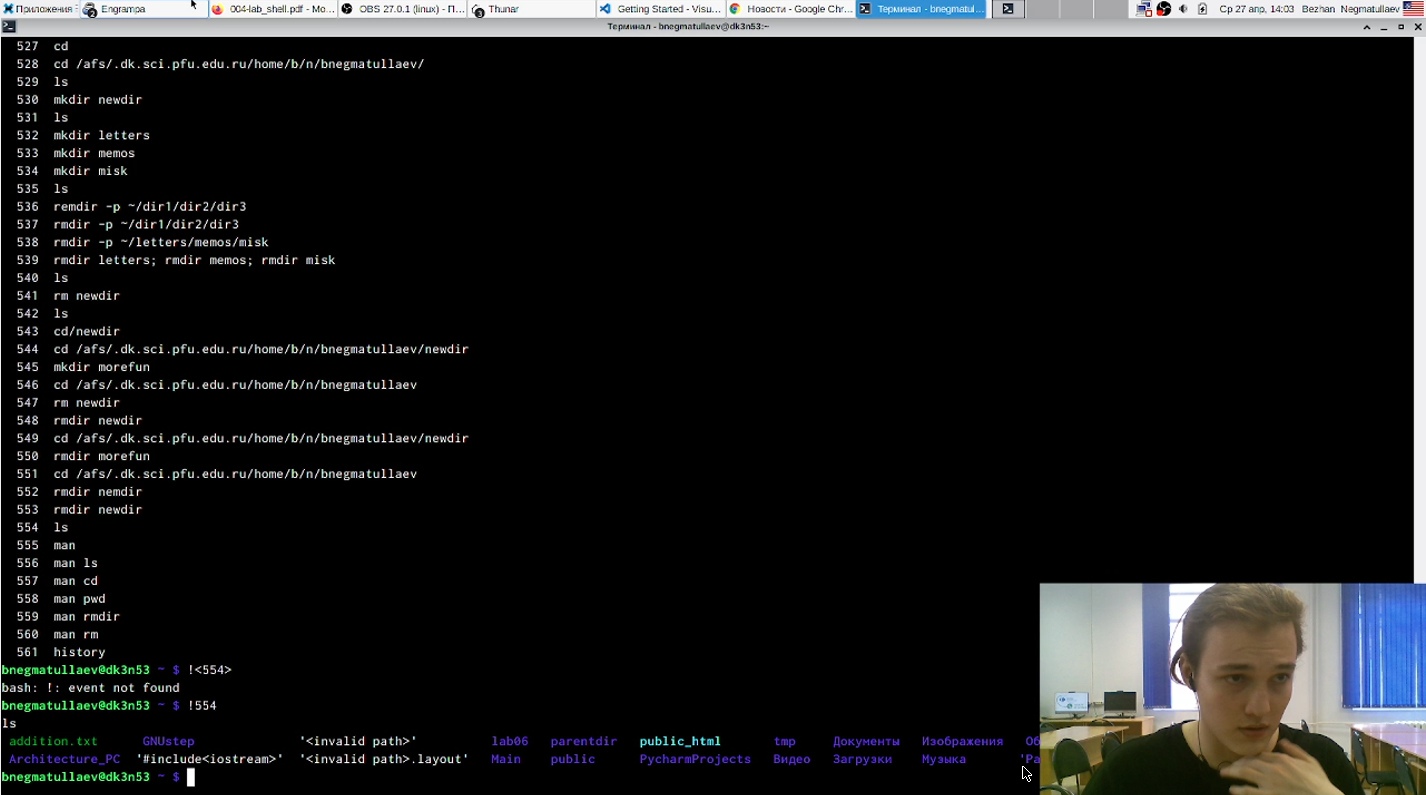 Приложения Engrampa 004-lab_shell.pdf - Mo... OBS 27.0.1 (linux) - П... Thunar Getting Started - Visu... Новости - Google Chr... Терминал - bnegmatul... Ср 27 апр, 14:03 Bezhan Negmatullaev
Терминал - bnegmatullaev@dk3n53:~
527 cd
528 cd /afs/.dk.sci.pfu.edu.ru/home/b/n/bnegmatullaev/
529 ls
530 mkdir newdir
531 ls
532 mkdir letters
533 mkdir memos
534 mkdir misk
535 ls
536 remdir -p ~/dir1/dir2/dir3
537 rmdir -p ~/dir1/dir2/dir3
538 rmdir -p ~/letters/memos/misk
539 rmdir letters; rmdir memos; rmdir misk
540 ls
541 rm newdir
542 ls
543 cd/newdir
544 cd /afs/.dk.sci.pfu.edu.ru/home/b/n/bnegmatullaev/newdir
545 mkdir morefun
546 cd /afs/.dk.sci.pfu.edu.ru/home/b/n/bnegmatullaev
547 rm newdir
548 rmdir newdir
549 cd /afs/.dk.sci.pfu.edu.ru/home/b/n/bnegmatullaev/newdir
550 rmdir morefun
551 cd /afs/.dk.sci.pfu.edu.ru/home/b/n/bnegmatullaev
552 rmdir nemdir
553 rmdir newdir
554 ls
555 man
556 man ls
557 man cd
558 man pwd
559 man rmdir
560 man rm
561 history
bnegmatullaev@dk3n53 ~ $ !<554>
bash: !: event not found
bnegmatullaev@dk3n53 ~ $ !554
ls
addition.txt GNUstep '<invalid path>' lab06 parentdir public_html tmp Документы Изображения Об
Architecture_PC '#include<iostream>' '<invalid path>.layout' Main public PycharmProjects Видео Загрузки Музыка 'Ра
bnegmatullaev@dk3n53 ~ $